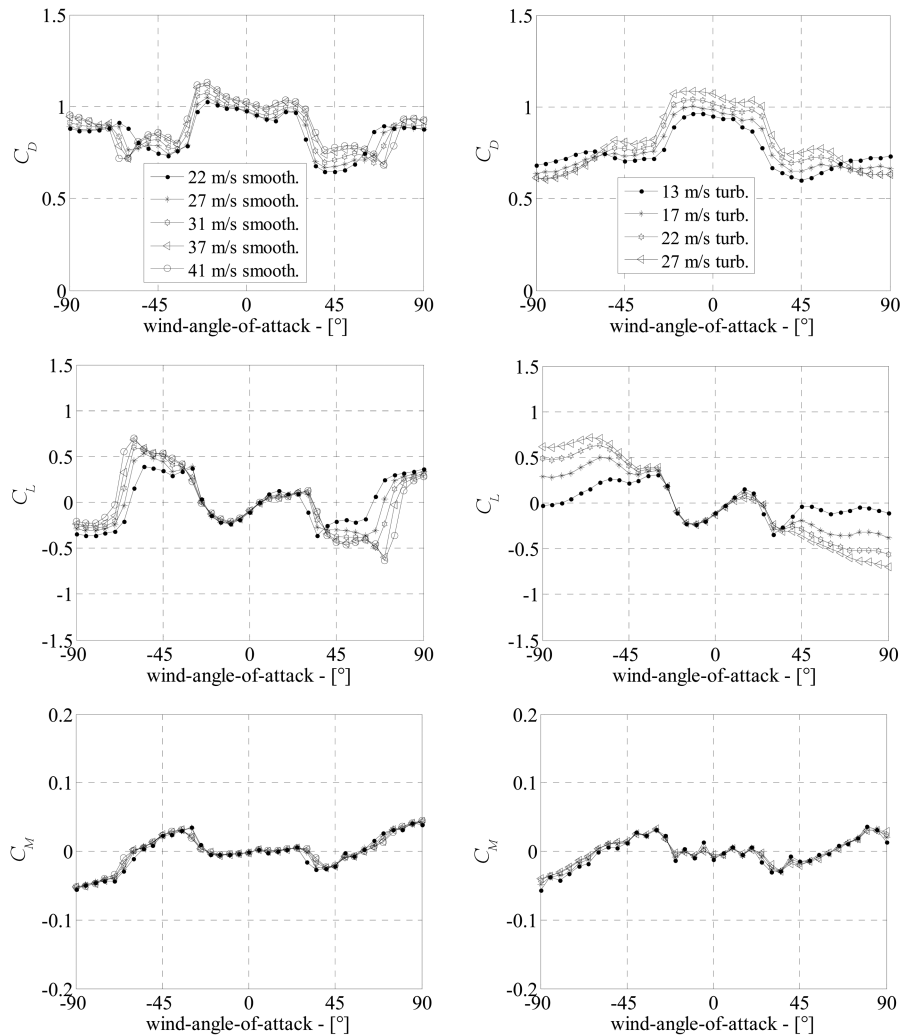 1.5
1
0.5
0
C_D
-90
-45
0
45
90
wind-angle-of-attack - [°]
22 m/s smooth.
27 m/s smooth.
31 m/s smooth.
37 m/s smooth.
41 m/s smooth.
1.5
1
0.5
0
C_D
-90
-45
0
45
90
wind-angle-of-attack - [°]
13 m/s turb.
17 m/s turb.
22 m/s turb.
27 m/s turb.
1.5
1
0.5
0
-0.5
-1
-1.5
C_L
-90
-45
0
45
90
wind-angle-of-attack - [°]
1.5
1
0.5
0
-0.5
-1
-1.5
C_L
-90
-45
0
45
90
wind-angle-of-attack - [°]
0.2
0.1
0
-0.1
-0.2
C_M
-90
-45
0
45
90
wind-angle-of-attack - [°]
0.2
0.1
0
-0.1
-0.2
C_M
-90
-45
0
45
90
wind-angle-of-attack - [°]